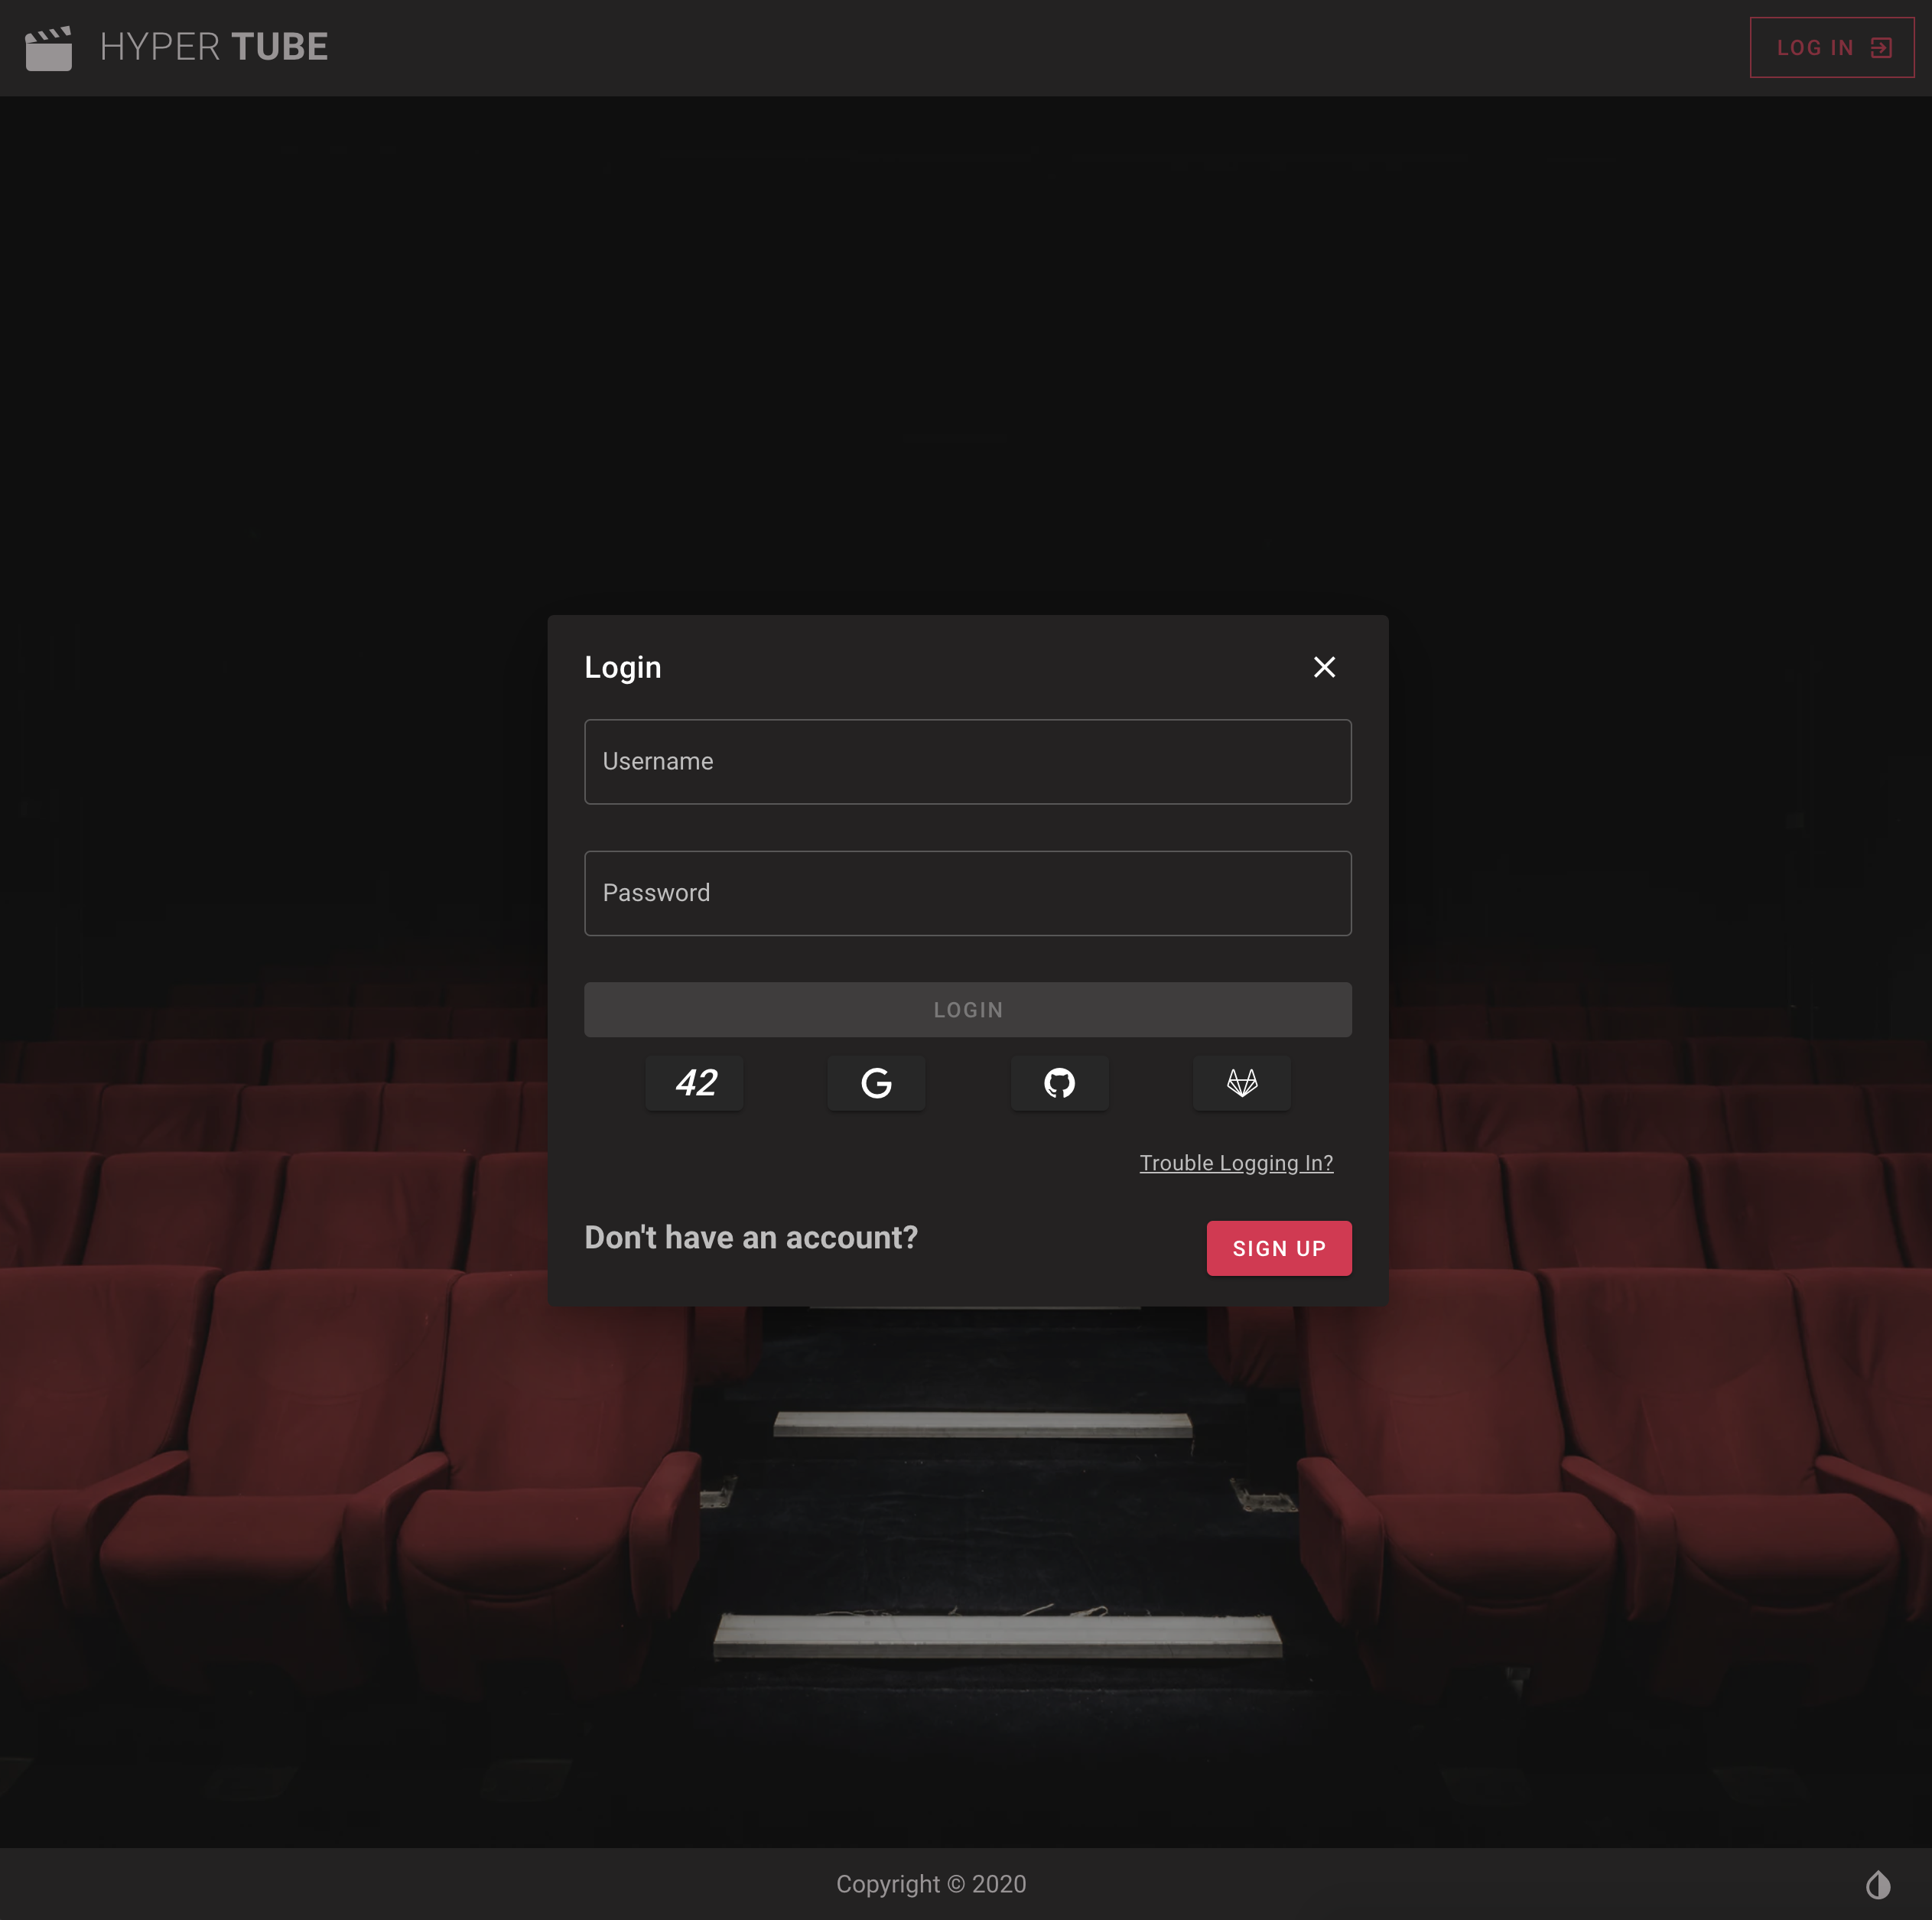 HYPER TUBE
LOG IN
Login
Username
Password
LOGIN
42
Trouble Logging In?
Don't have an account?
SIGN UP
Copyright © 2020